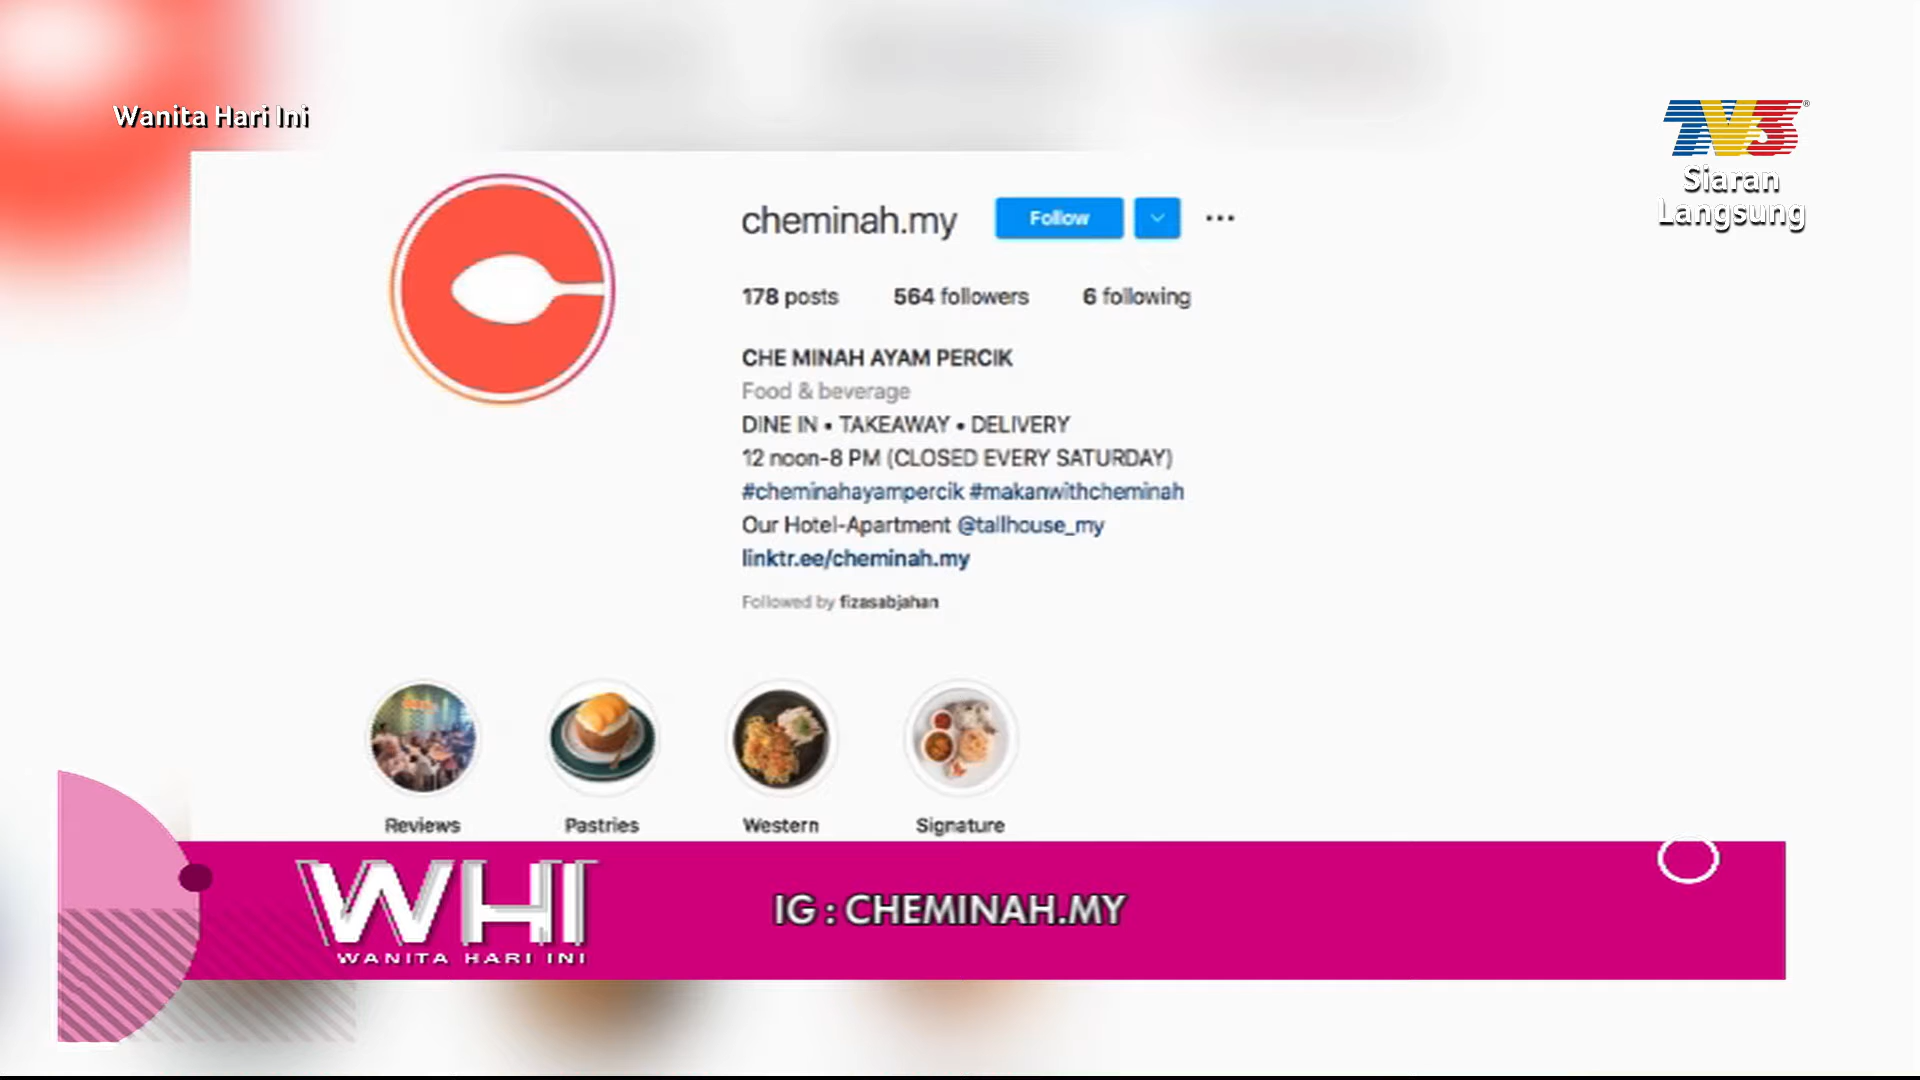 Wanita Hari Ini
TV3
Siaran
Langsung
cheminah.my
Follow
178 posts 564 followers 6 following
CHE MINAH AYAM PERCIK
Food & beverage
DINE IN • TAKEAWAY • DELIVERY
12 noon-8 PM (CLOSED EVERY SATURDAY)
#cheminahayampercik #makanwithcheminah
Our Hotel-Apartment @tallhouse_my
linktr.ee/cheminah.my
Followed by fizasabjahan
Reviews Pastries Western Signature
WHI
WANITA HARI INI
IG : CHEMINAH.MY